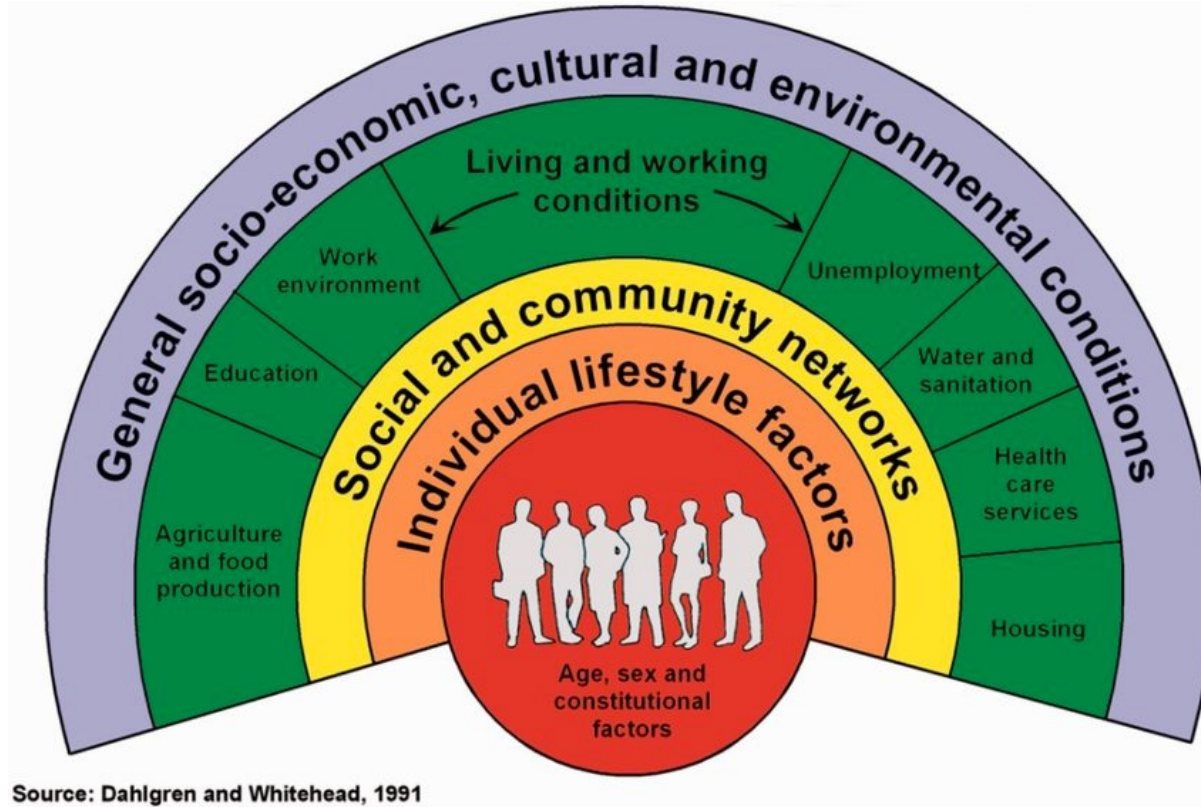 General socio-economic, cultural and environmental conditions
Living and working
conditions
Work
environment
Education
Agriculture
and food
production
Unemployment
Water and
sanitation
Health
care
services
Housing
Social and community networks
Individual lifestyle factors
Age, sex and
constitutional
factors
Source: Dahlgren and Whitehead, 1991